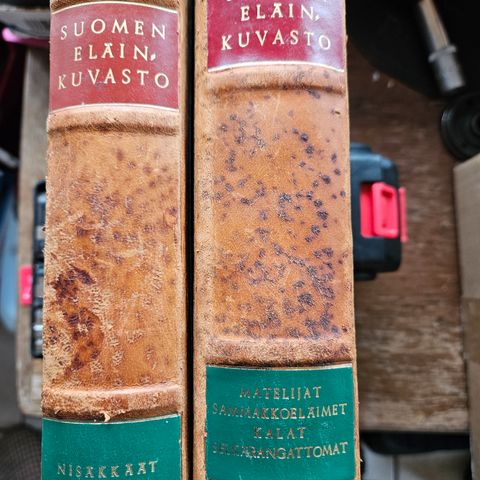 SUOMEN
ELÄIN,
KUVASTO
NISÄKKÄÄT
ELÄIN,
KUVASTO
MATELIJAT
SAMMAKKOELÄIMET
KALAT
SELKÄRANGATTOMAT